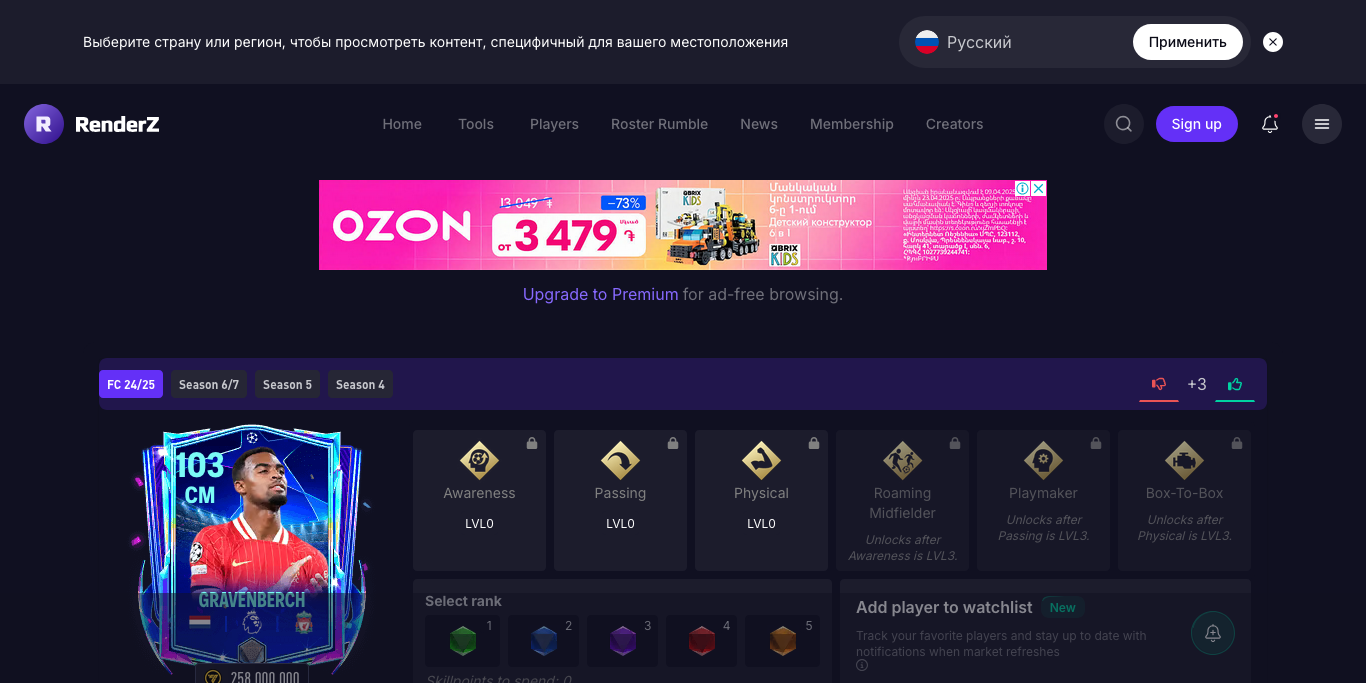 Выберите страну или регион, чтобы просмотреть контент, специфичный для вашего местоположения
Русский
Применить
R RenderZ
Home Tools Players Roster Rumble News Membership Creators
Sign up
OZON
13 049 ֏
−73%
от 3 479 ֏
QBRIX KIDS
Մանկական
կոնստրուկտոր
6-ը 1-ում
Детский конструктор
6 в 1
QBRIX KIDS
Upgrade to Premium for ad-free browsing.
FC 24/25 Season 6/7 Season 5 Season 4
+3
103
CM
GRAVENBERCH
258 000 000
Awareness
LVL0
Passing
LVL0
Physical
LVL0
Roaming
Midfielder
Unlocks after
Awareness is LVL3.
Playmaker
Unlocks after
Passing is LVL3.
Box-To-Box
Unlocks after
Physical is LVL3.
Select rank
1 2 3 4 5
Skillpoints to spend: 0
Add player to watchlist New
Track your favorite players and stay up to date with
notifications when market refreshes